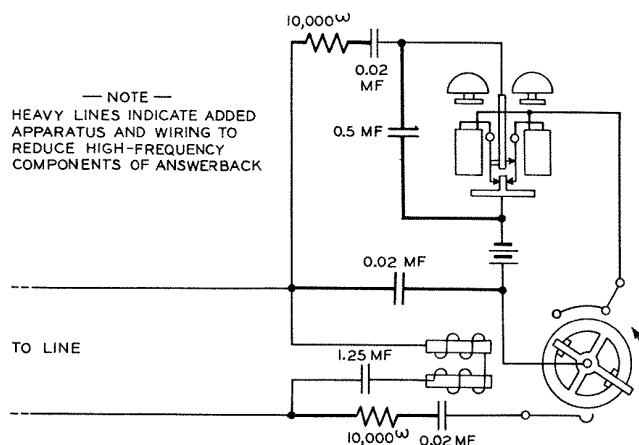 10,000ω
0.02
MF
— NOTE —
HEAVY LINES INDICATE ADDED
APPARATUS AND WIRING TO
REDUCE HIGH-FREQUENCY
COMPONENTS OF ANSWERBACK
0.5 MF
0.02 MF
TO LINE
1.25 MF
10,000ω
0.02 MF